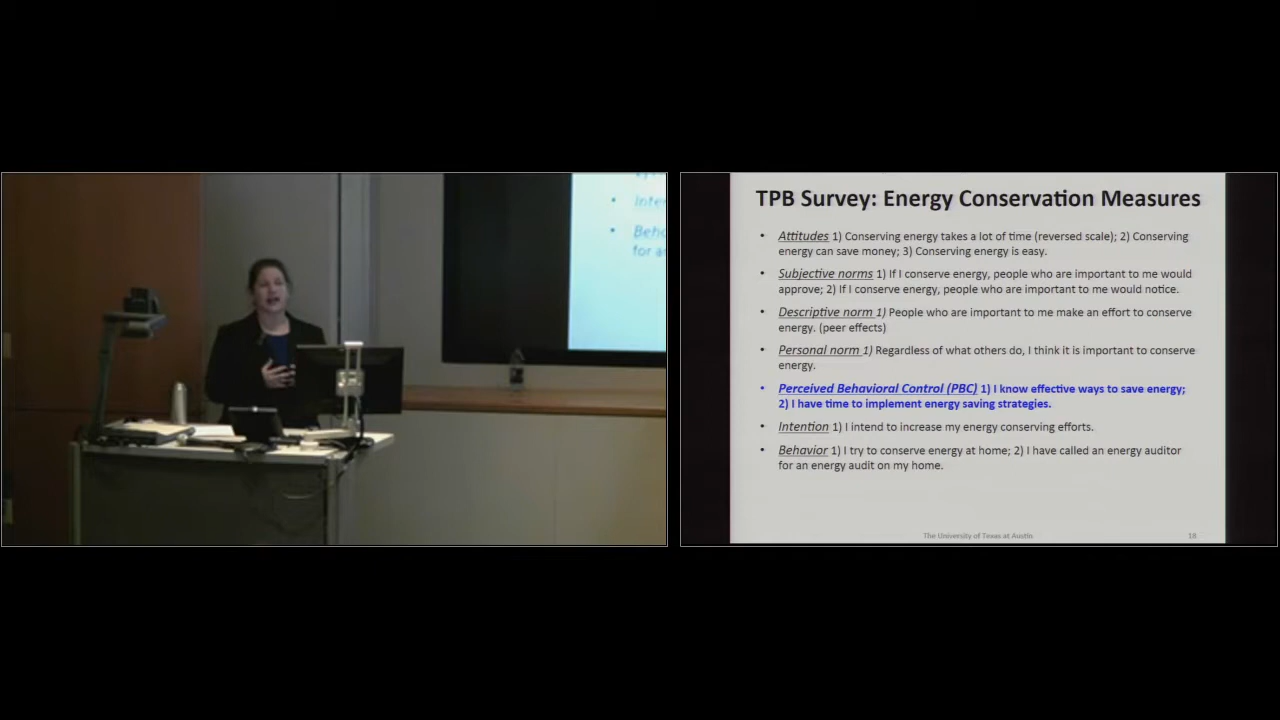 • Inter
• Beho
for a
TPB Survey: Energy Conservation Measures
• Attitudes 1) Conserving energy takes a lot of time (reversed scale); 2) Conserving
energy can save money; 3) Conserving energy is easy.
• Subjective norms 1) If I conserve energy, people who are important to me would
approve; 2) If I conserve energy, people who are important to me would notice.
• Descriptive norm 1) People who are important to me make an effort to conserve
energy. (peer effects)
• Personal norm 1) Regardless of what others do, I think it is important to conserve
energy.
• Perceived Behavioral Control (PBC) 1) I know effective ways to save energy;
2) I have time to implement energy saving strategies.
• Intention 1) I intend to increase my energy conserving efforts.
• Behavior 1) I try to conserve energy at home; 2) I have called an energy auditor
for an energy audit on my home.
The University of Texas at Austin 18